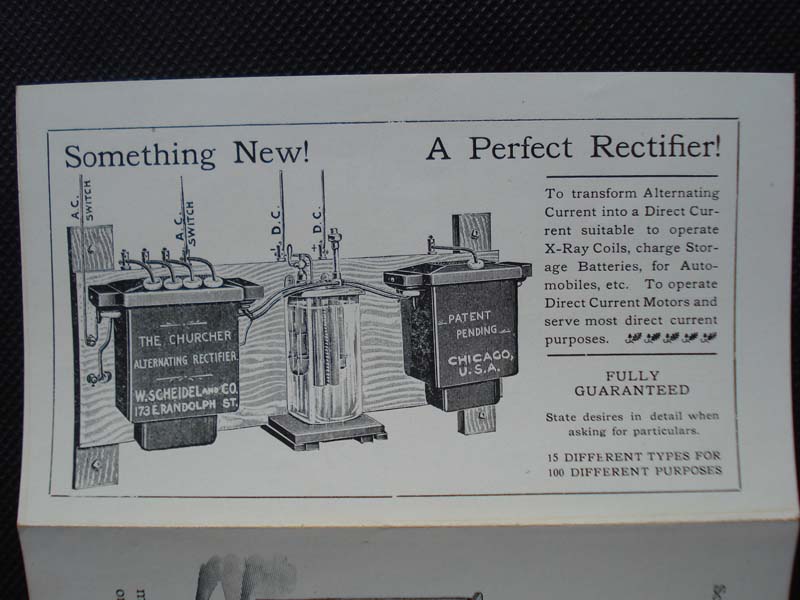 Something New!
A Perfect Rectifier!
A.C. SWITCH
A.C. SWITCH
- D.C.
+ D.C.
THE CHURCHER
ALTERNATING RECTIFIER.
W. SCHEIDEL AND CO.
173 E. RANDOLPH ST.
PATENT
PENDING
CHICAGO,
U.S.A.
To transform Alternating
Current into a Direct Cur-
rent suitable to operate
X-Ray Coils, charge Stor-
age Batteries, for Auto-
mobiles, etc. To operate
Direct Current Motors and
serve most direct current
purposes.
FULLY
GUARANTEED
State desires in detail when
asking for particulars.
15 DIFFERENT TYPES FOR
100 DIFFERENT PURPOSES